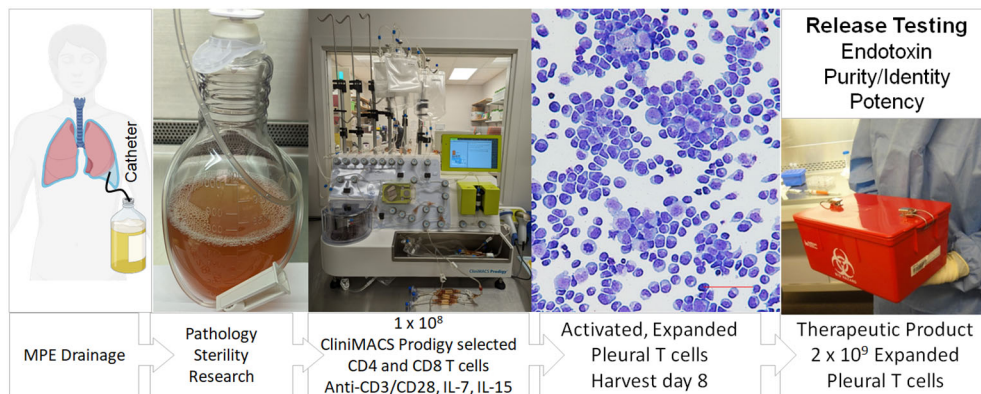 Catheter
CliniMACS Prodigy
Release Testing
Endotoxin
Purity/Identity
Potency
MPE Drainage
Pathology
Sterility
Research
1 x 10⁸
CliniMACS Prodigy selected
CD4 and CD8 T cells
Anti-CD3/CD28, IL-7, IL-15
Activated, Expanded
Pleural T cells
Harvest day 8
Therapeutic Product
2 x 10⁹ Expanded
Pleural T cells